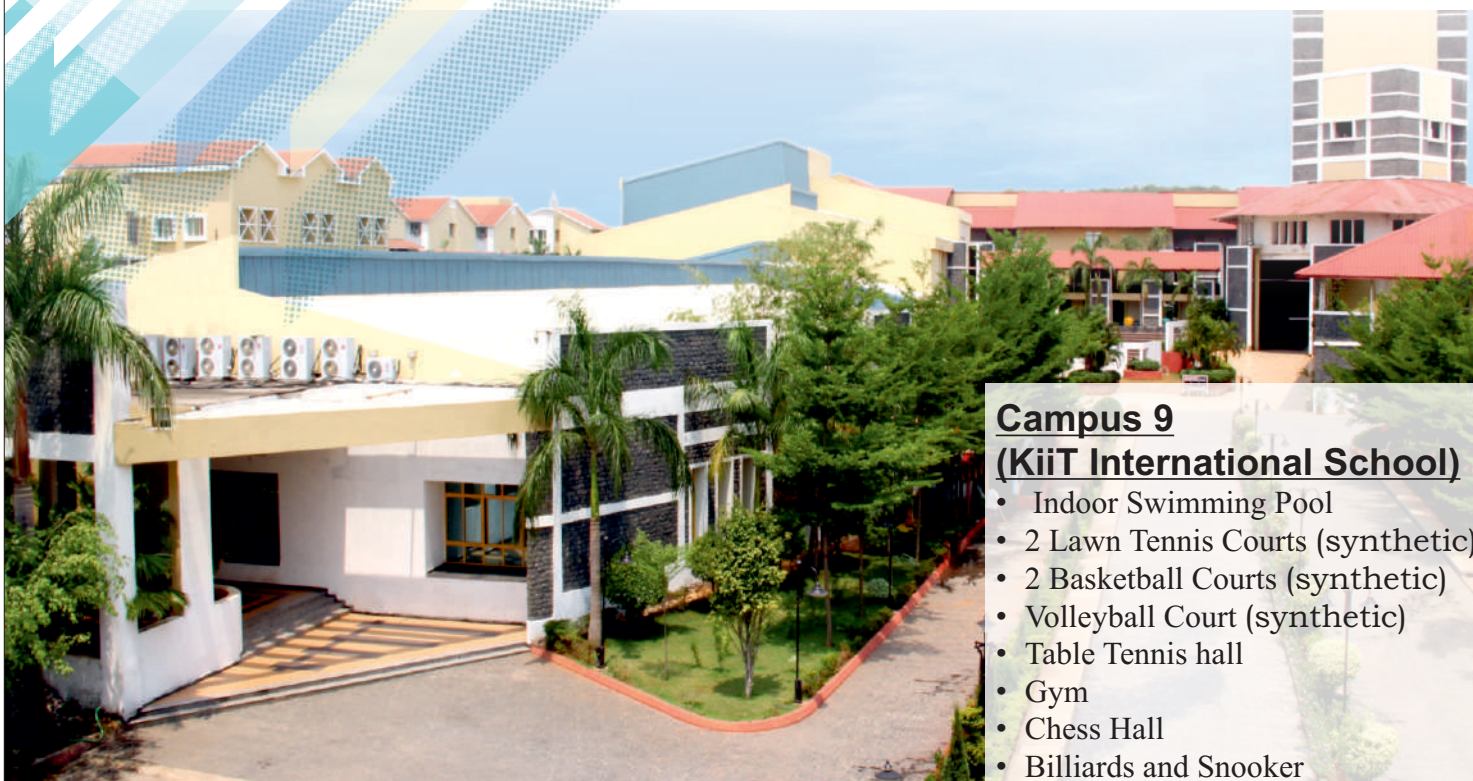 Campus 9
(KiiT International School)
• Indoor Swimming Pool
• 2 Lawn Tennis Courts (synthetic)
• 2 Basketball Courts (synthetic)
• Volleyball Court (synthetic)
• Table Tennis hall
• Gym
• Chess Hall
• Billiards and Snooker